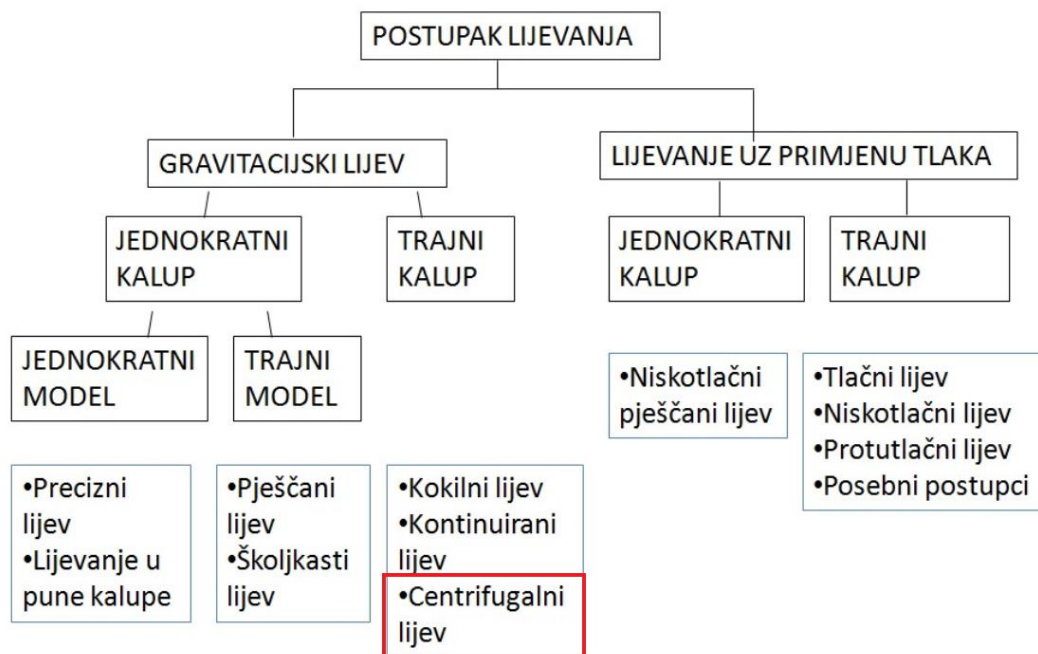 POSTUPAK LIJEVANJA
GRAVITACIJSKI LIJEV
LIJEVANJE UZ PRIMJENU TLAKA
JEDNOKRATNI
KALUP
TRAJNI
KALUP
JEDNOKRATNI
KALUP
TRAJNI
KALUP
JEDNOKRATNI
MODEL
TRAJNI
MODEL
•Niskotlačni
pješčani lijev
•Tlačni lijev
•Niskotlačni lijev
•Protutlačni lijev
•Posebni postupci
•Precizni
lijev
•Lijevanje u
pune kalupe
•Pješčani
lijev
•Školjkasti
lijev
•Kokilni lijev
•Kontinuirani
lijev
•Centrifugalni
lijev